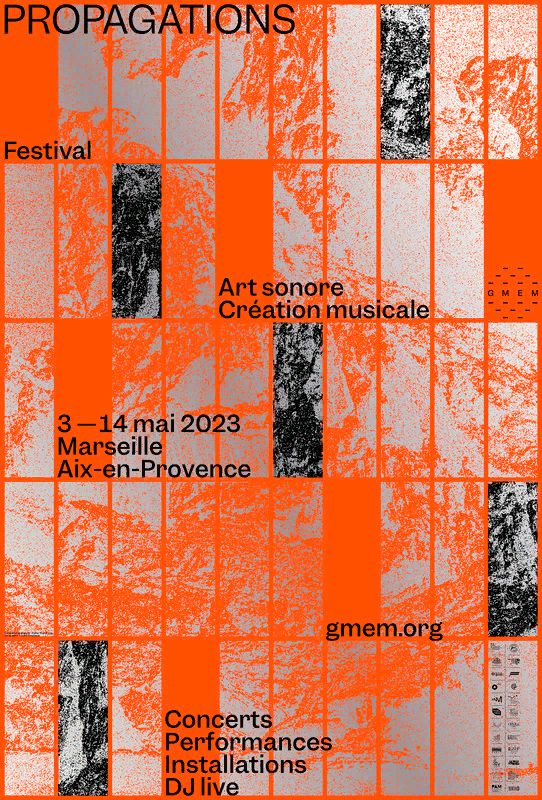 PROPAGATIONS
Festival
Art sonore
Création musicale
G M E M
3 — 14 mai 2023
Marseille
Aix-en-Provence
gmem.org
Concerts
Performances
Installations
DJ live